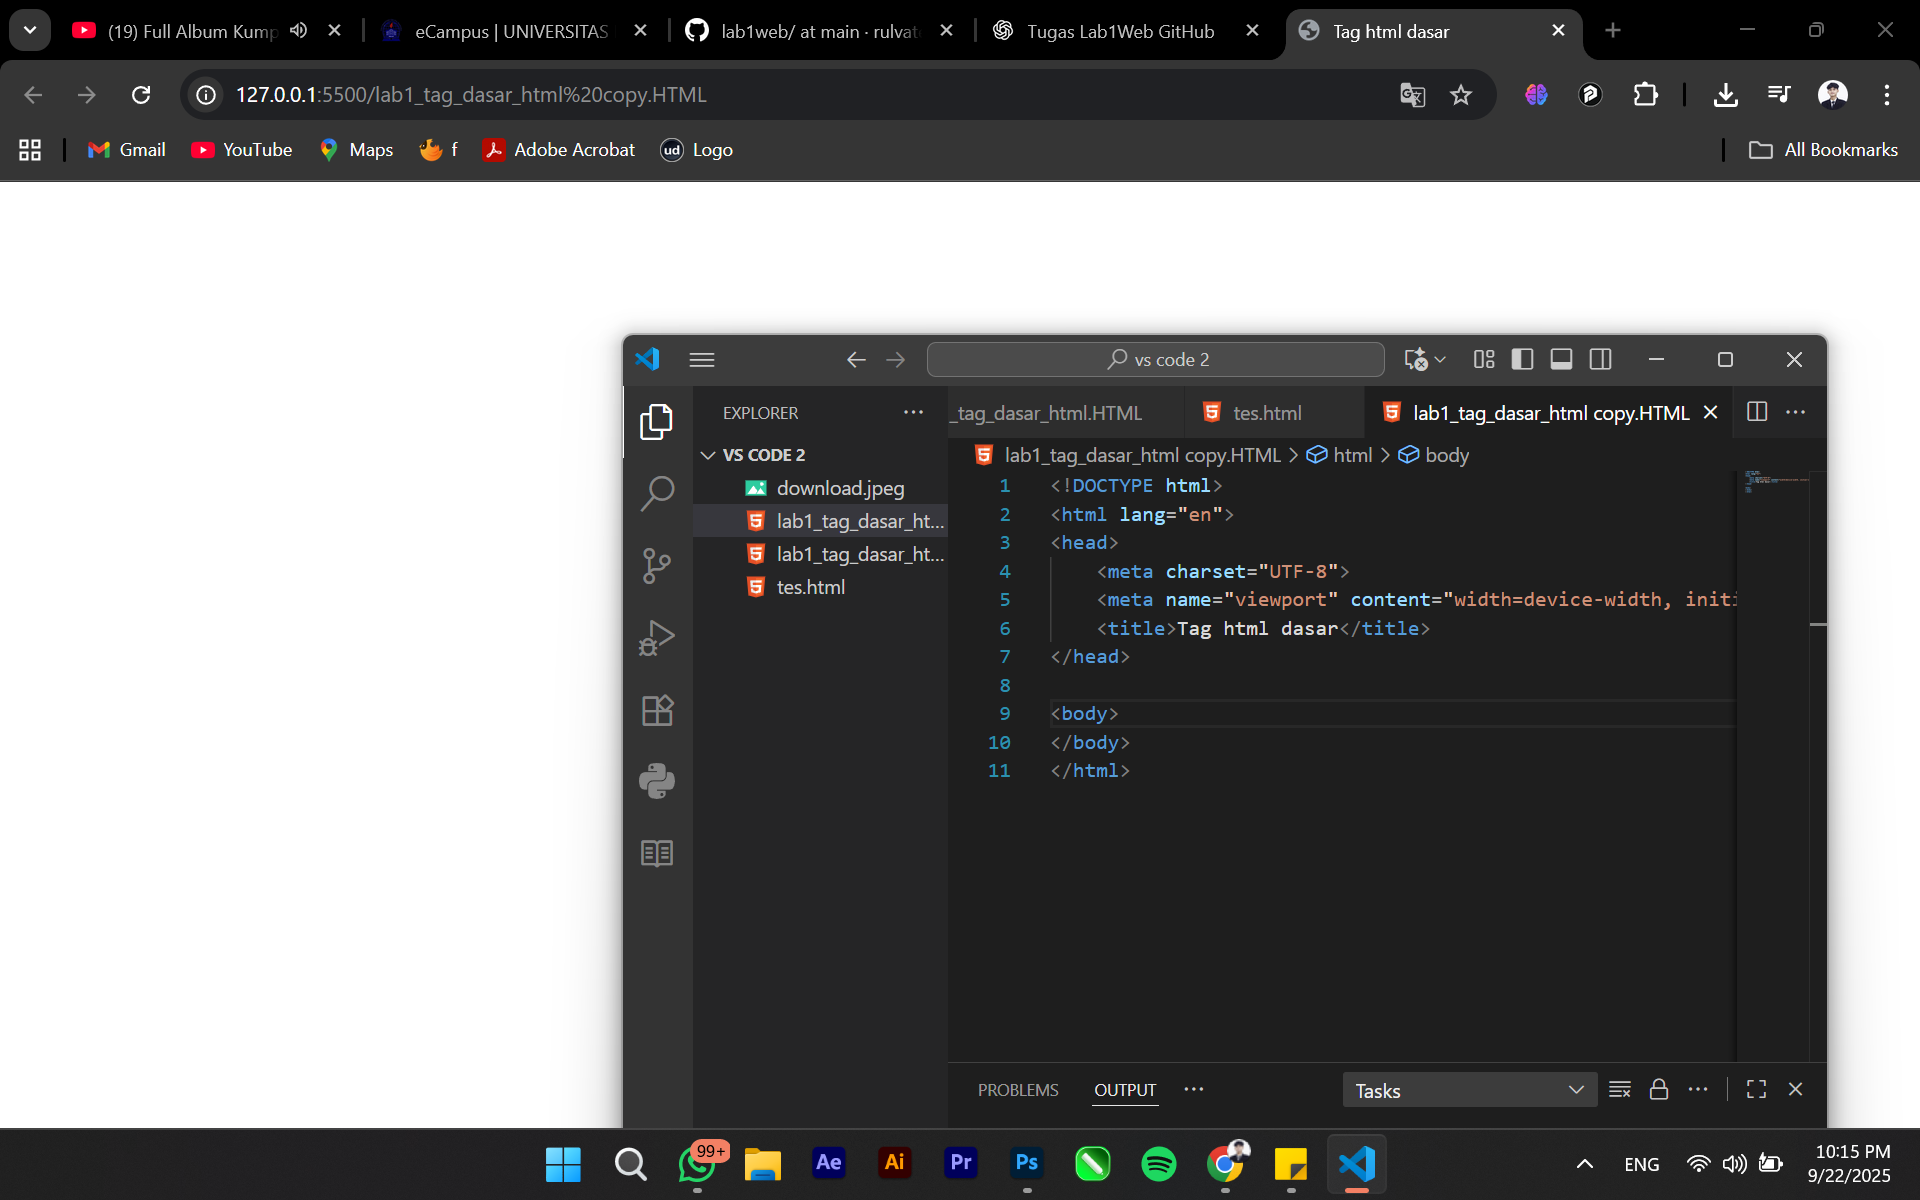 (19) Full Album Kump
eCampus | UNIVERSITAS
lab1web/ at main · rulvat
Tugas Lab1Web GitHub
Tag html dasar
127.0.0.1:5500/lab1_tag_dasar_html%20copy.HTML
Gmail
YouTube
Maps
f
Adobe Acrobat
ud
Logo
All Bookmarks
vs code 2
EXPLORER
_tag_dasar_html.HTML
tes.html
lab1_tag_dasar_html copy.HTML
VS CODE 2
lab1_tag_dasar_html copy.HTML > html > body
download.jpeg
lab1_tag_dasar_ht...
lab1_tag_dasar_ht...
tes.html
1 <!DOCTYPE html>
2 <html lang="en">
3 <head>
4 <meta charset="UTF-8">
5 <meta name="viewport" content="width=device-width, initi
6 <title>Tag html dasar</title>
7 </head>
8
9 <body>
10 </body>
11 </html>
PROBLEMS
OUTPUT
Tasks
99+
Ae
Ai
Pr
Ps
ENG
10:15 PM
9/22/2025